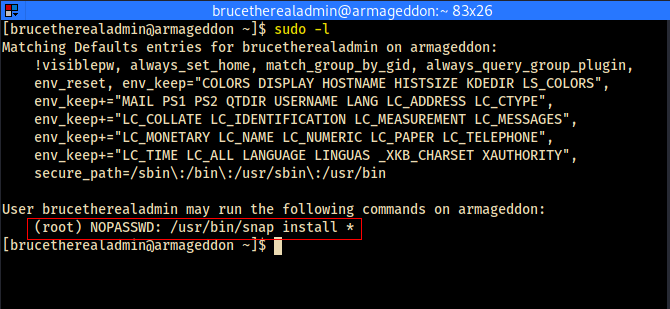 brucetherealadmin@armageddon:~ 83x26
[brucetherealadmin@armageddon ~]$ sudo -l
Matching Defaults entries for brucetherealadmin on armageddon:
    !visiblepw, always_set_home, match_group_by_gid, always_query_group_plugin,
    env_reset, env_keep="COLORS DISPLAY HOSTNAME HISTSIZE KDEDIR LS_COLORS",
    env_keep+="MAIL PS1 PS2 QTDIR USERNAME LANG LC_ADDRESS LC_CTYPE",
    env_keep+="LC_COLLATE LC_IDENTIFICATION LC_MEASUREMENT LC_MESSAGES",
    env_keep+="LC_MONETARY LC_NAME LC_NUMERIC LC_PAPER LC_TELEPHONE",
    env_keep+="LC_TIME LC_ALL LANGUAGE LINGUAS _XKB_CHARSET XAUTHORITY",
    secure_path=/sbin\:/bin\:/usr/sbin\:/usr/bin
User brucetherealadmin may run the following commands on armageddon:
    (root) NOPASSWD: /usr/bin/snap install *
[brucetherealadmin@armageddon ~]$